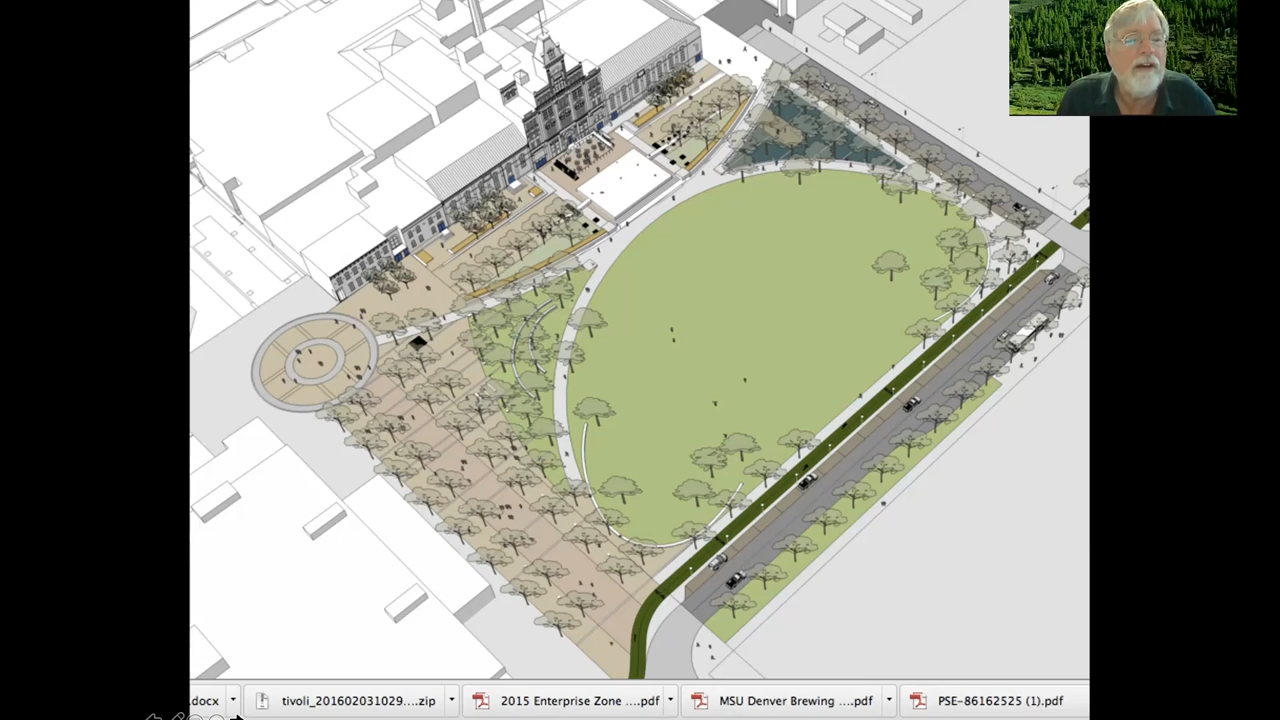 .docx
tivoli_201602031029....zip
2015 Enterprise Zone ....pdf
MSU Denver Brewing ....pdf
PSE-86162525 (1).pdf